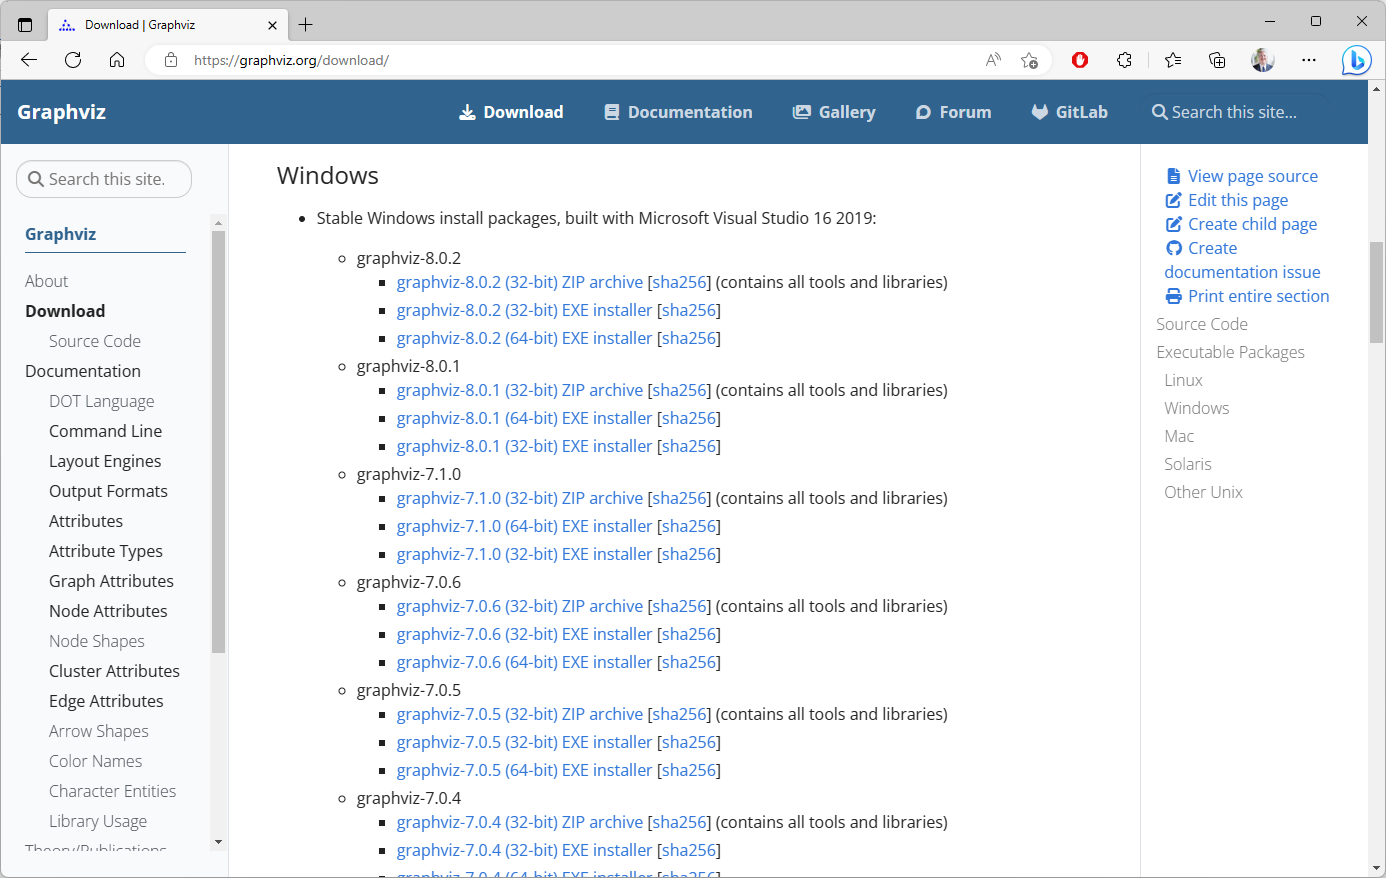 Download | Graphviz
https://graphviz.org/download/
Graphviz
Download
Documentation
Gallery
Forum
GitLab
Search this site...
Search this site.
Graphviz
About
Download
Source Code
Documentation
DOT Language
Command Line
Layout Engines
Output Formats
Attributes
Attribute Types
Graph Attributes
Node Attributes
Node Shapes
Cluster Attributes
Edge Attributes
Arrow Shapes
Color Names
Character Entities
Library Usage
Theory/Publications
Windows
Stable Windows install packages, built with Microsoft Visual Studio 16 2019:
graphviz-8.0.2
graphviz-8.0.2 (32-bit) ZIP archive [sha256] (contains all tools and libraries)
graphviz-8.0.2 (32-bit) EXE installer [sha256]
graphviz-8.0.2 (64-bit) EXE installer [sha256]
graphviz-8.0.1
graphviz-8.0.1 (32-bit) ZIP archive [sha256] (contains all tools and libraries)
graphviz-8.0.1 (64-bit) EXE installer [sha256]
graphviz-8.0.1 (32-bit) EXE installer [sha256]
graphviz-7.1.0
graphviz-7.1.0 (32-bit) ZIP archive [sha256] (contains all tools and libraries)
graphviz-7.1.0 (64-bit) EXE installer [sha256]
graphviz-7.1.0 (32-bit) EXE installer [sha256]
graphviz-7.0.6
graphviz-7.0.6 (32-bit) ZIP archive [sha256] (contains all tools and libraries)
graphviz-7.0.6 (32-bit) EXE installer [sha256]
graphviz-7.0.6 (64-bit) EXE installer [sha256]
graphviz-7.0.5
graphviz-7.0.5 (32-bit) ZIP archive [sha256] (contains all tools and libraries)
graphviz-7.0.5 (32-bit) EXE installer [sha256]
graphviz-7.0.5 (64-bit) EXE installer [sha256]
graphviz-7.0.4
graphviz-7.0.4 (32-bit) ZIP archive [sha256] (contains all tools and libraries)
graphviz-7.0.4 (32-bit) EXE installer [sha256]
graphviz-7.0.4 (64-bit) EXE installer [sha256]
View page source
Edit this page
Create child page
Create
documentation issue
Print entire section
Source Code
Executable Packages
Linux
Windows
Mac
Solaris
Other Unix